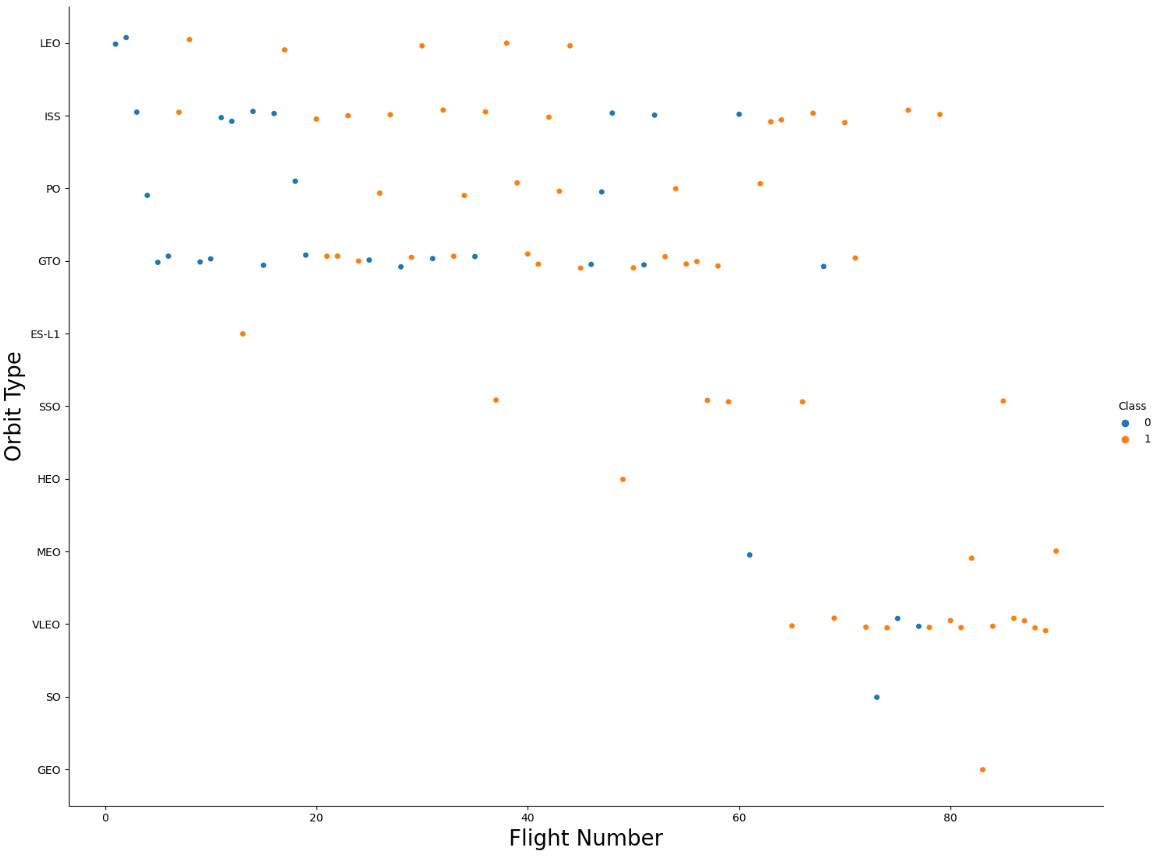 LEO
ISS
PO
GTO
ES-L1
SSO
HEO
MEO
VLEO
SO
GEO
Orbit Type
0
20
40
60
80
Flight Number
Class
0
1